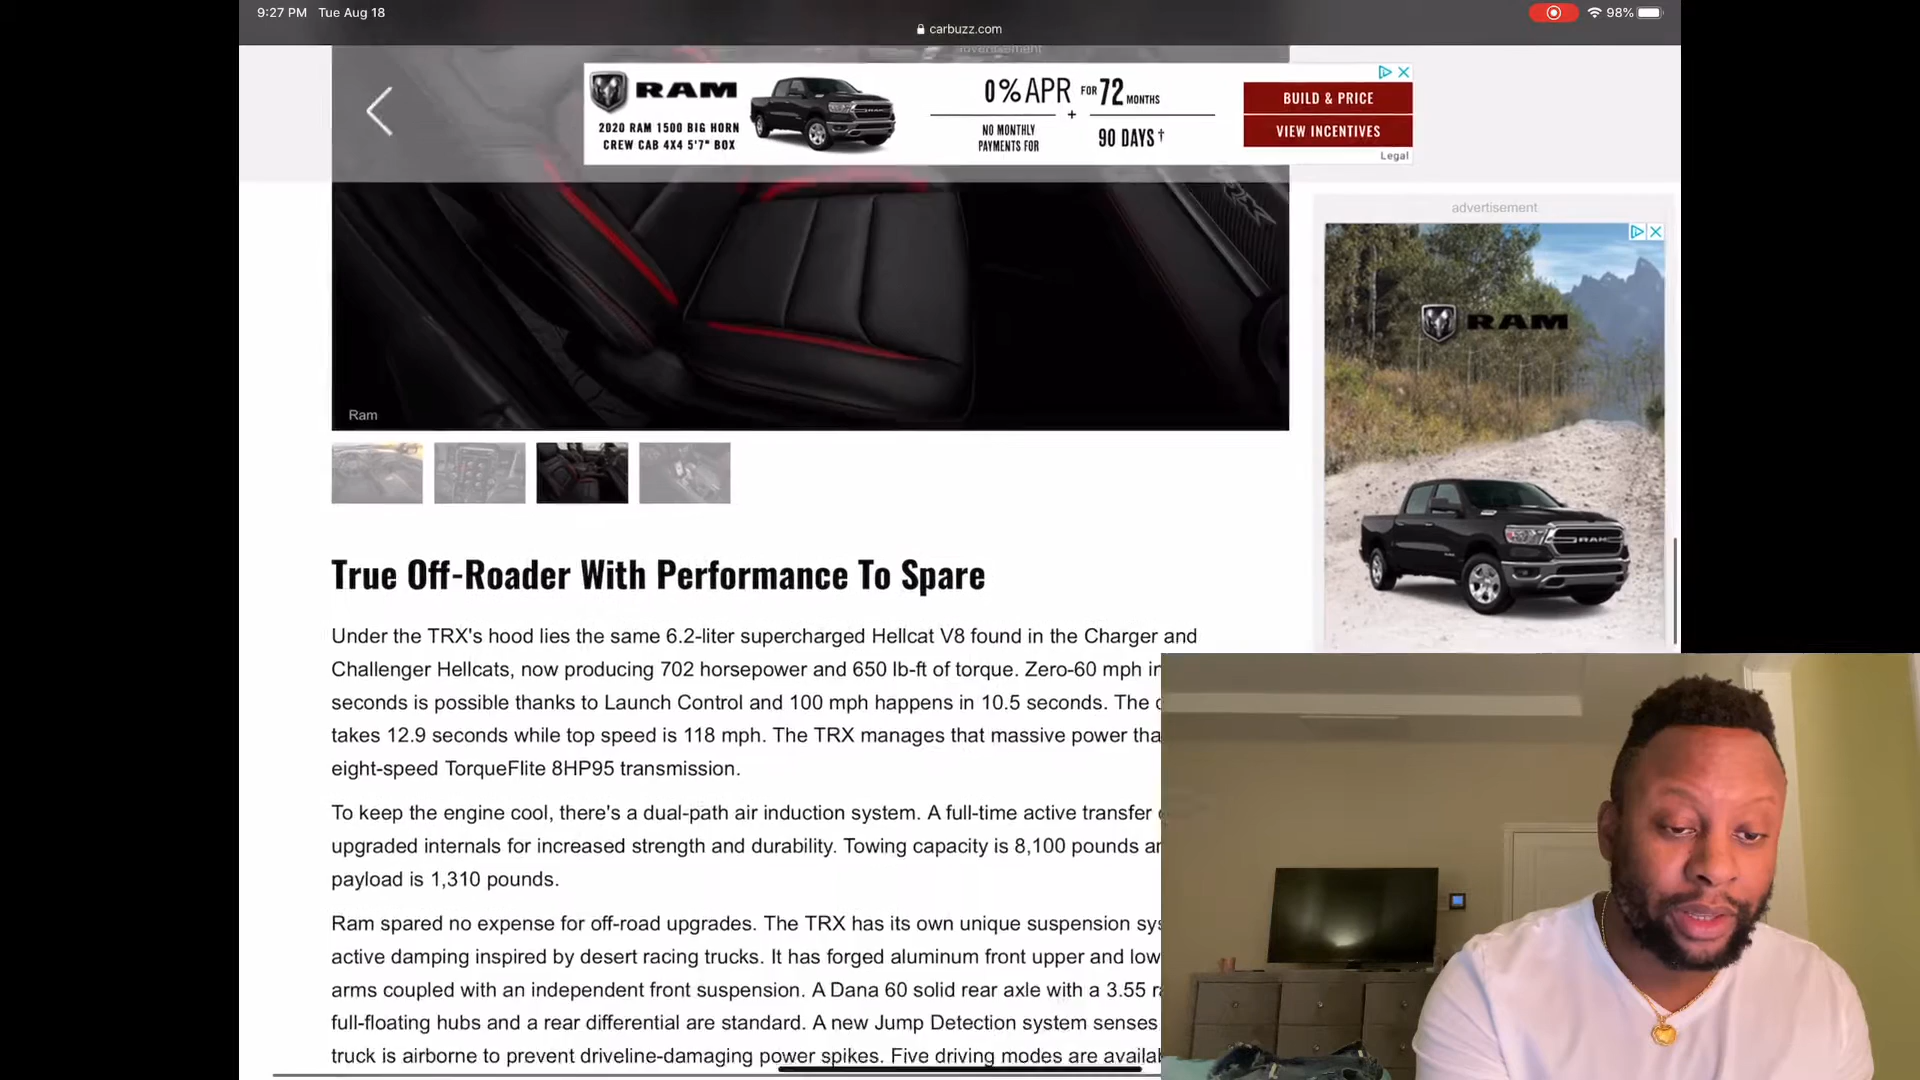 9:27 PM Tue Aug 18
98%
carbuzz.com
advertisement
RAM
2020 RAM 1500 BIG HORN
CREW CAB 4X4 5'7" BOX
0% APR FOR 72 MONTHS
+
NO MONTHLY
PAYMENTS FOR
90 DAYS †
BUILD & PRICE
VIEW INCENTIVES
Legal
advertisement
RAM
RAM
Ram
True Off-Roader With Performance To Spare
Under the TRX's hood lies the same 6.2-liter supercharged Hellcat V8 found in the Charger and
Challenger Hellcats, now producing 702 horsepower and 650 lb-ft of torque. Zero-60 mph in
seconds is possible thanks to Launch Control and 100 mph happens in 10.5 seconds. The
takes 12.9 seconds while top speed is 118 mph. The TRX manages that massive power
eight-speed TorqueFlite 8HP95 transmission.
To keep the engine cool, there's a dual-path air induction system. A full-time active transfer
upgraded internals for increased strength and durability. Towing capacity is 8,100 pounds
payload is 1,310 pounds.
Ram spared no expense for off-road upgrades. The TRX has its own unique suspension
active damping inspired by desert racing trucks. It has forged aluminum front upper and
arms coupled with an independent front suspension. A Dana 60 solid rear axle with a 3.55
full-floating hubs and a rear differential are standard. A new Jump Detection system senses
truck is airborne to prevent driveline-damaging power spikes. Five driving modes are